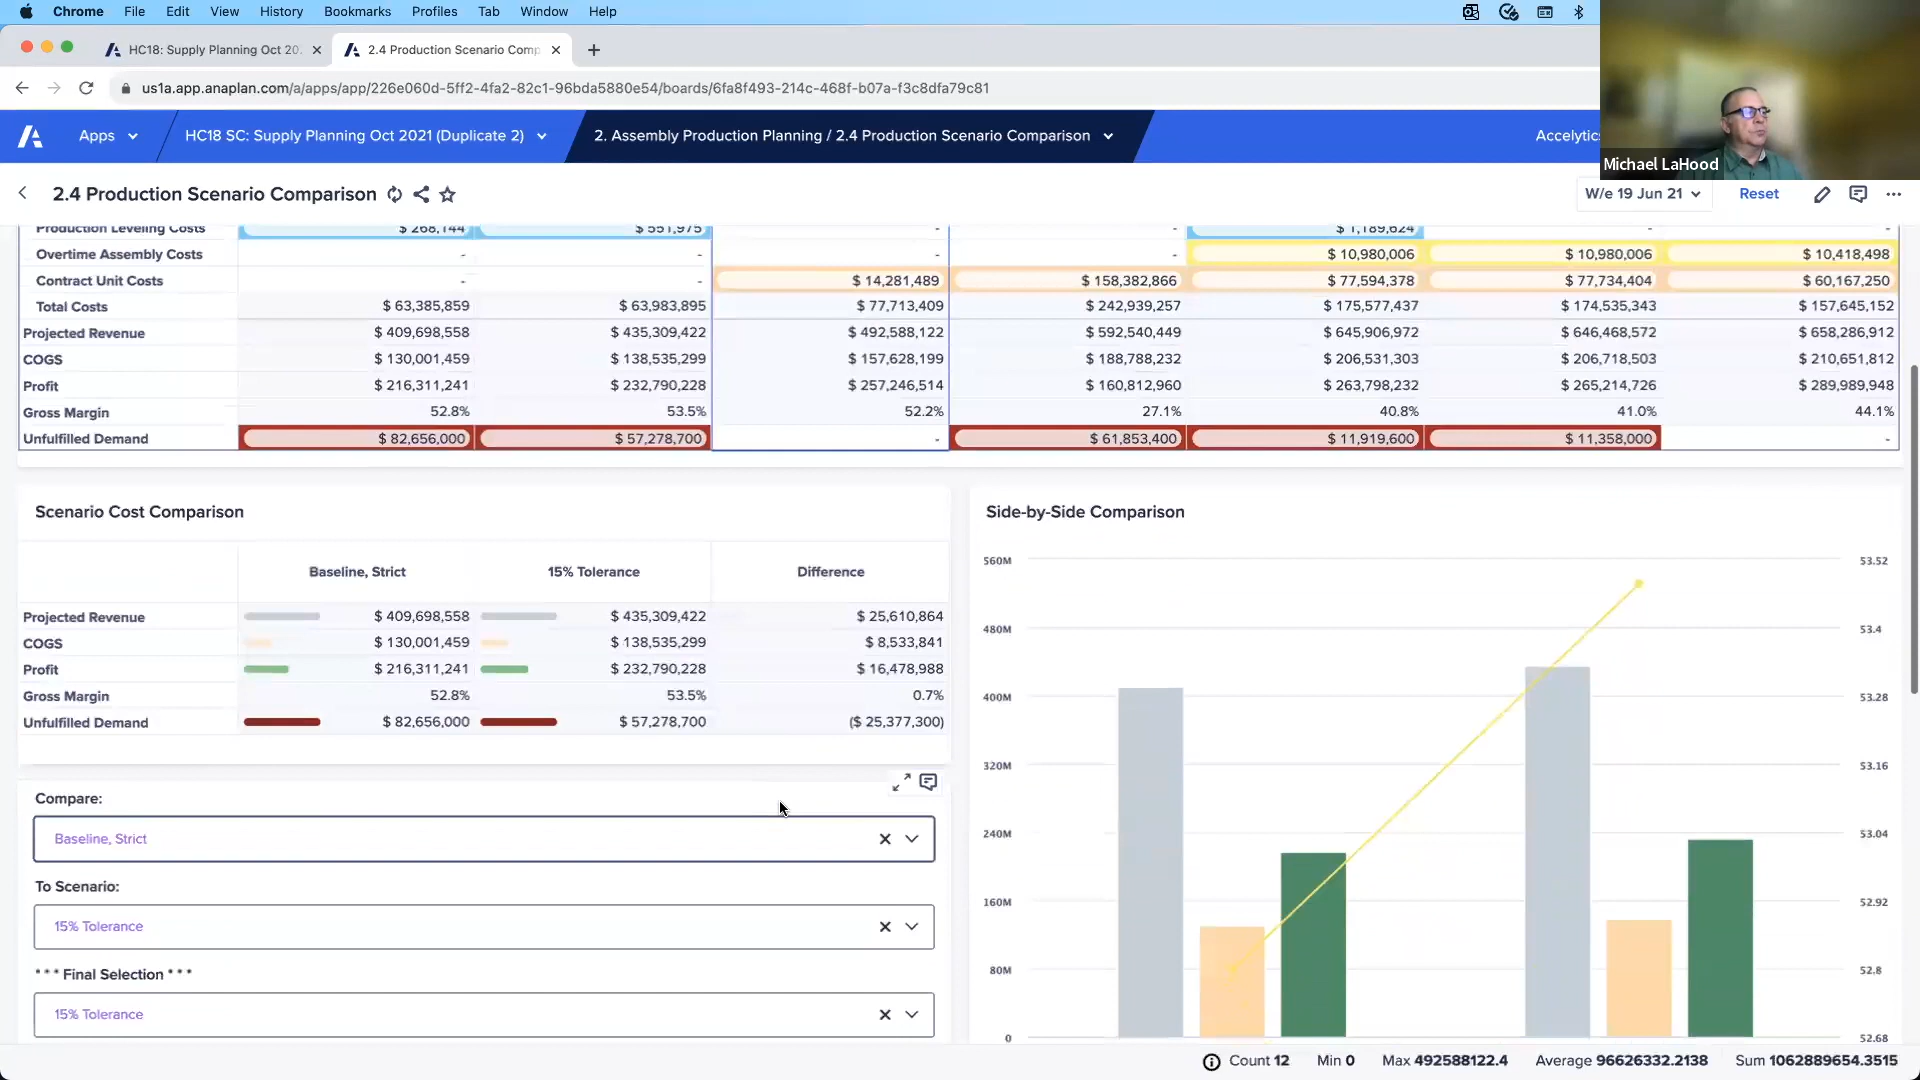 Chrome File Edit View History Bookmarks Profiles Tab Window Help
HC18: Supply Planning Oct 20
2.4 Production Scenario Comp
us1a.app.anaplan.com/a/apps/app/226e060d-5ff2-4fa2-82c1-96bda5880e54/boards/6fa8f493-214c-468f-b07a-f3c8dfa79c81
Apps HC18 SC: Supply Planning Oct 2021 (Duplicate 2) 2. Assembly Production Planning / 2.4 Production Scenario Comparison Accelytics
Michael LaHood
2.4 Production Scenario Comparison W/e 19 Jun 21 Reset
Production Leveling Costs $ 268,144 $ 551,975 - - $ 1,189,624 - -
Overtime Assembly Costs - - - - $ 10,980,006 $ 10,980,006 $ 10,418,498
Contract Unit Costs - - $ 14,281,489 $ 158,382,866 $ 77,594,378 $ 77,734,404 $ 60,167,250
Total Costs $ 63,385,859 $ 63,983,895 $ 77,713,409 $ 242,939,257 $ 175,577,437 $ 174,535,343 $ 157,645,152
Projected Revenue $ 409,698,558 $ 435,309,422 $ 492,588,122 $ 592,540,449 $ 645,906,972 $ 646,468,572 $ 658,286,912
COGS $ 130,001,459 $ 138,535,299 $ 157,628,199 $ 188,788,232 $ 206,531,303 $ 206,718,503 $ 210,651,812
Profit $ 216,311,241 $ 232,790,228 $ 257,246,514 $ 160,812,960 $ 263,798,232 $ 265,214,726 $ 289,989,948
Gross Margin 52.8% 53.5% 52.2% 27.1% 40.8% 41.0% 44.1%
Unfulfilled Demand $ 82,656,000 $ 57,278,700 - $ 61,853,400 $ 11,919,600 $ 11,358,000 -
Scenario Cost Comparison
Baseline, Strict 15% Tolerance Difference
Projected Revenue $ 409,698,558 $ 435,309,422 $ 25,610,864
COGS $ 130,001,459 $ 138,535,299 $ 8,533,841
Profit $ 216,311,241 $ 232,790,228 $ 16,478,988
Gross Margin 52.8% 53.5% 0.7%
Unfulfilled Demand $ 82,656,000 $ 57,278,700 ($ 25,377,300)
Compare:
Baseline, Strict
To Scenario:
15% Tolerance
* * * Final Selection * * *
15% Tolerance
Side-by-Side Comparison
560M 53.52
480M 53.4
400M 53.28
320M 53.16
240M 53.04
160M 52.92
80M 52.8
0 52.68
Count 12 Min 0 Max 492588122.4 Average 96626332.2138 Sum 1062889654.3515